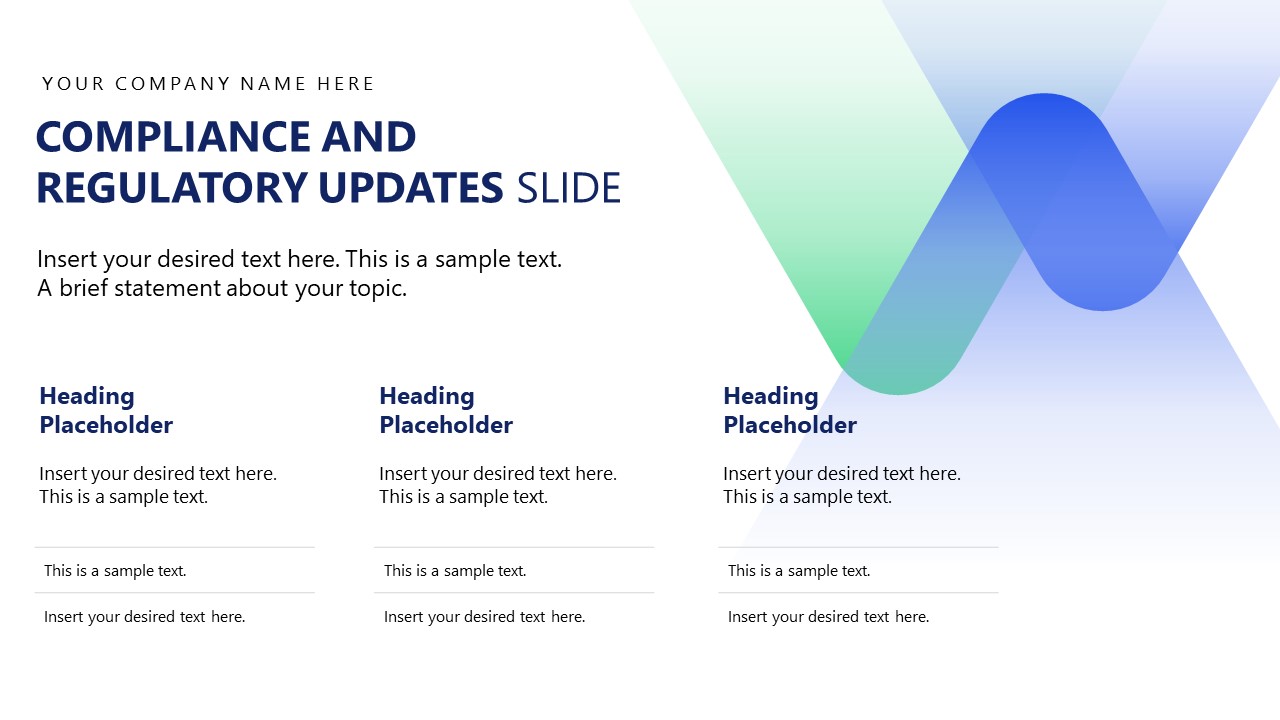 YOUR COMPANY NAME HERE
COMPLIANCE AND
REGULATORY UPDATES SLIDE
Insert your desired text here. This is a sample text.
A brief statement about your topic.
Heading
Placeholder
Insert your desired text here.
This is a sample text.
This is a sample text.
Insert your desired text here.
Heading
Placeholder
Insert your desired text here.
This is a sample text.
This is a sample text.
Insert your desired text here.
Heading
Placeholder
Insert your desired text here.
This is a sample text.
This is a sample text.
Insert your desired text here.